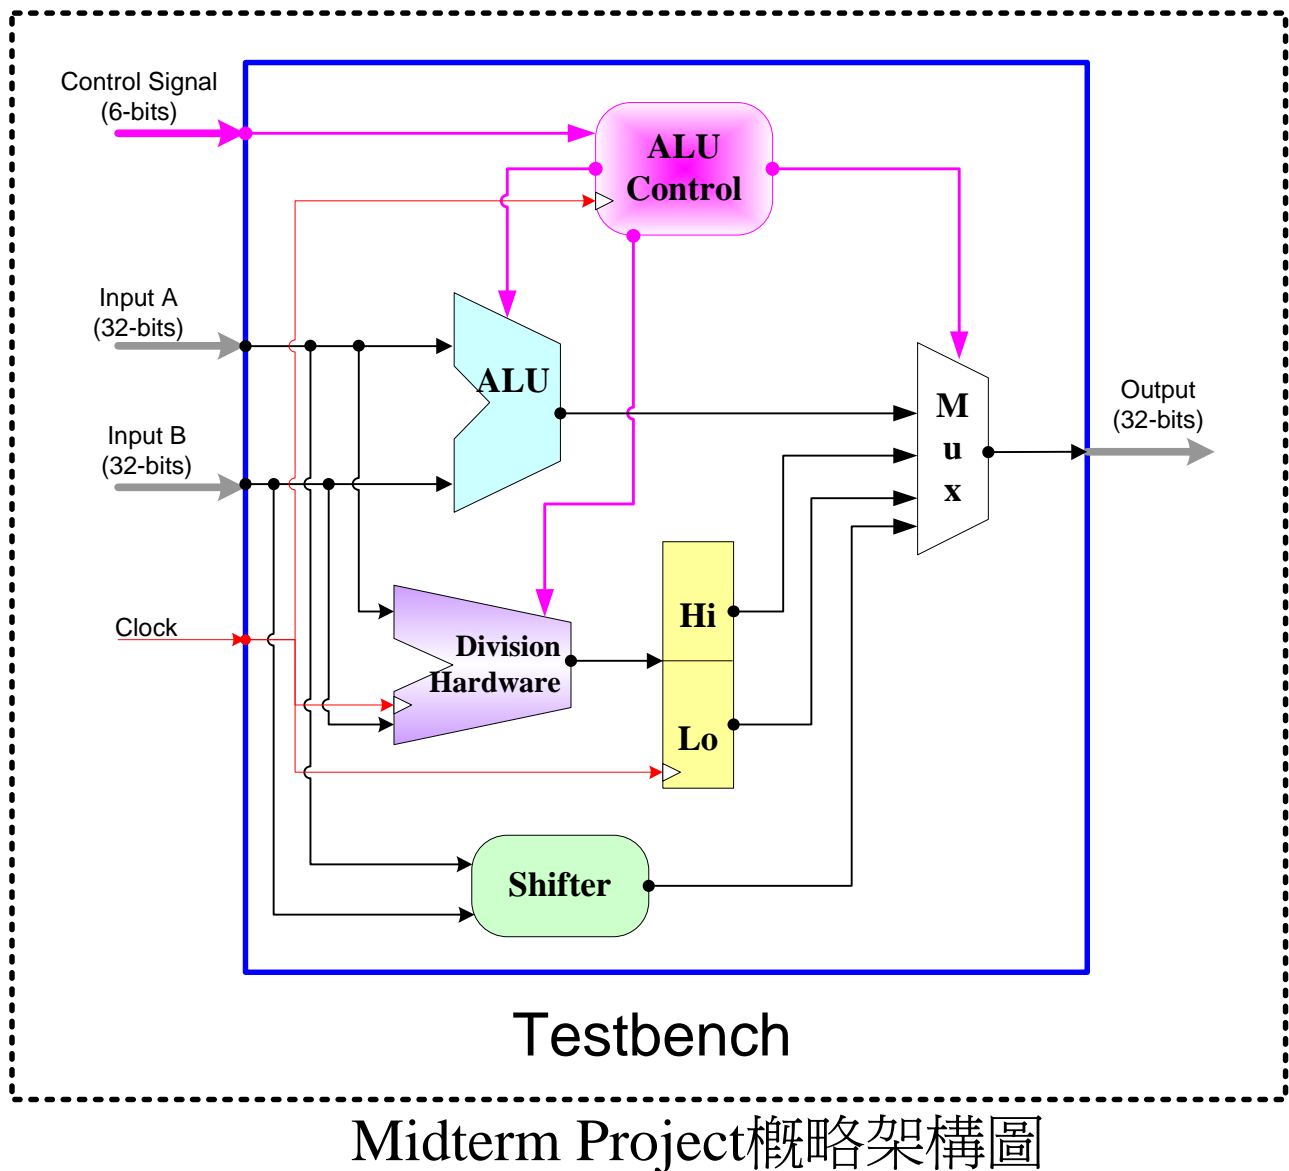 Control Signal
(6-bits)
ALU
Control
Input A
(32-bits)
ALU
Input B
(32-bits)
M
u
x
Output
(32-bits)
Clock
Division
Hardware
Hi
Lo
Shifter
Testbench
Midterm Project概略架構圖